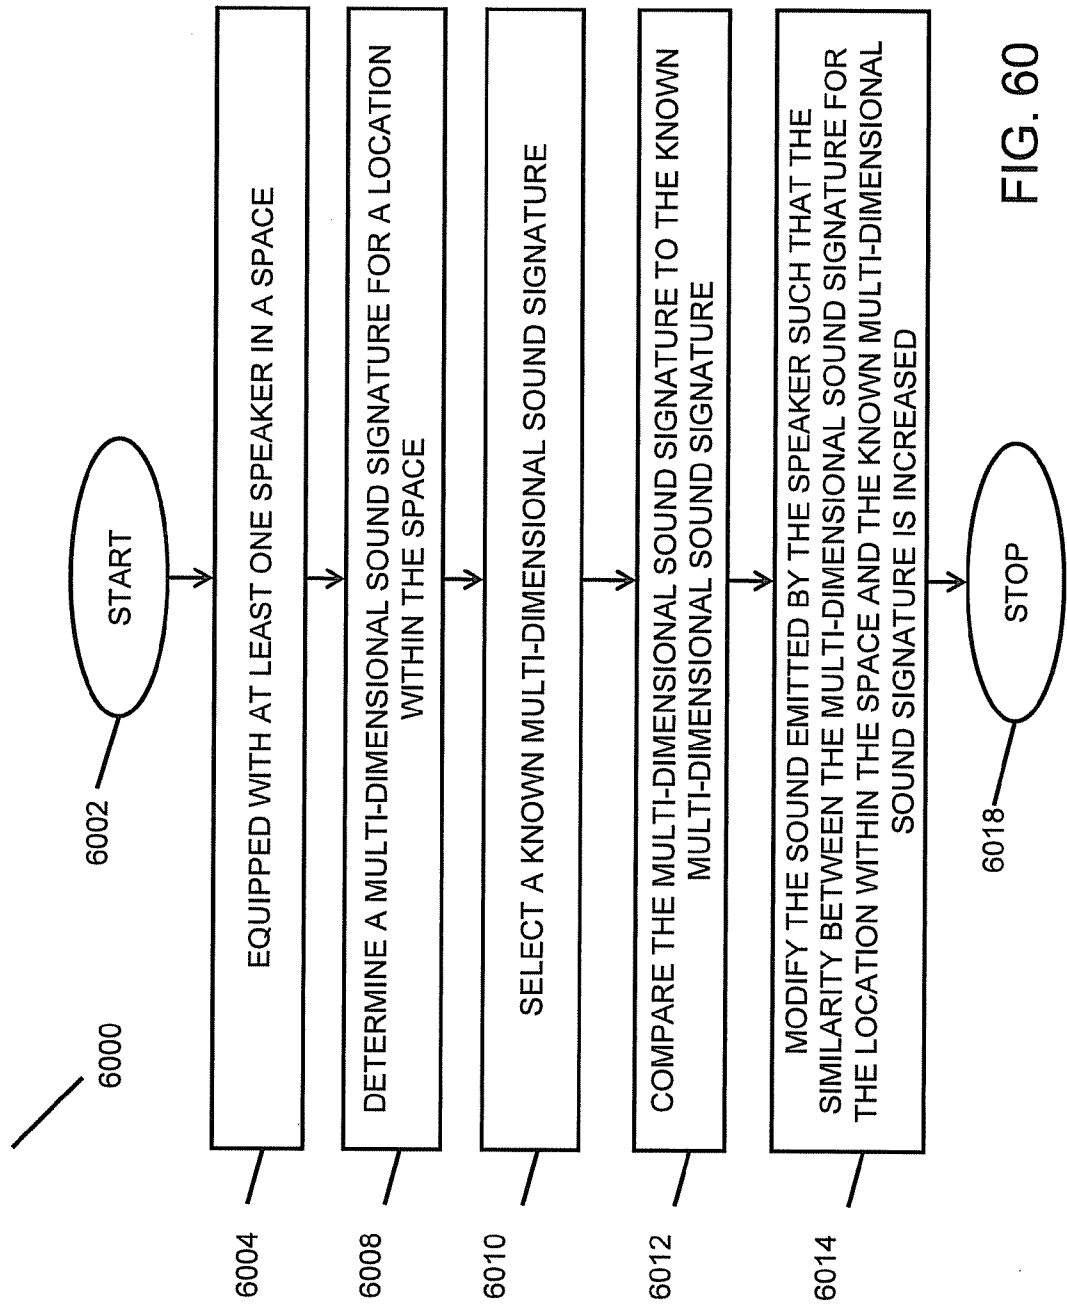 6000
6002
START
6004
EQUIPPED WITH AT LEAST ONE SPEAKER IN A SPACE
6008
DETERMINE A MULTI-DIMENSIONAL SOUND SIGNATURE FOR A LOCATION
WITHIN THE SPACE
6010
SELECT A KNOWN MULTI-DIMENSIONAL SOUND SIGNATURE
6012
COMPARE THE MULTI-DIMENSIONAL SOUND SIGNATURE TO THE KNOWN
MULTI-DIMENSIONAL SOUND SIGNATURE
6014
MODIFY THE SOUND EMITTED BY THE SPEAKER SUCH THAT THE
SIMILARITY BETWEEN THE MULTI-DIMENSIONAL SOUND SIGNATURE FOR
THE LOCATION WITHIN THE SPACE AND THE KNOWN MULTI-DIMENSIONAL
SOUND SIGNATURE IS INCREASED
6018
STOP
FIG. 60